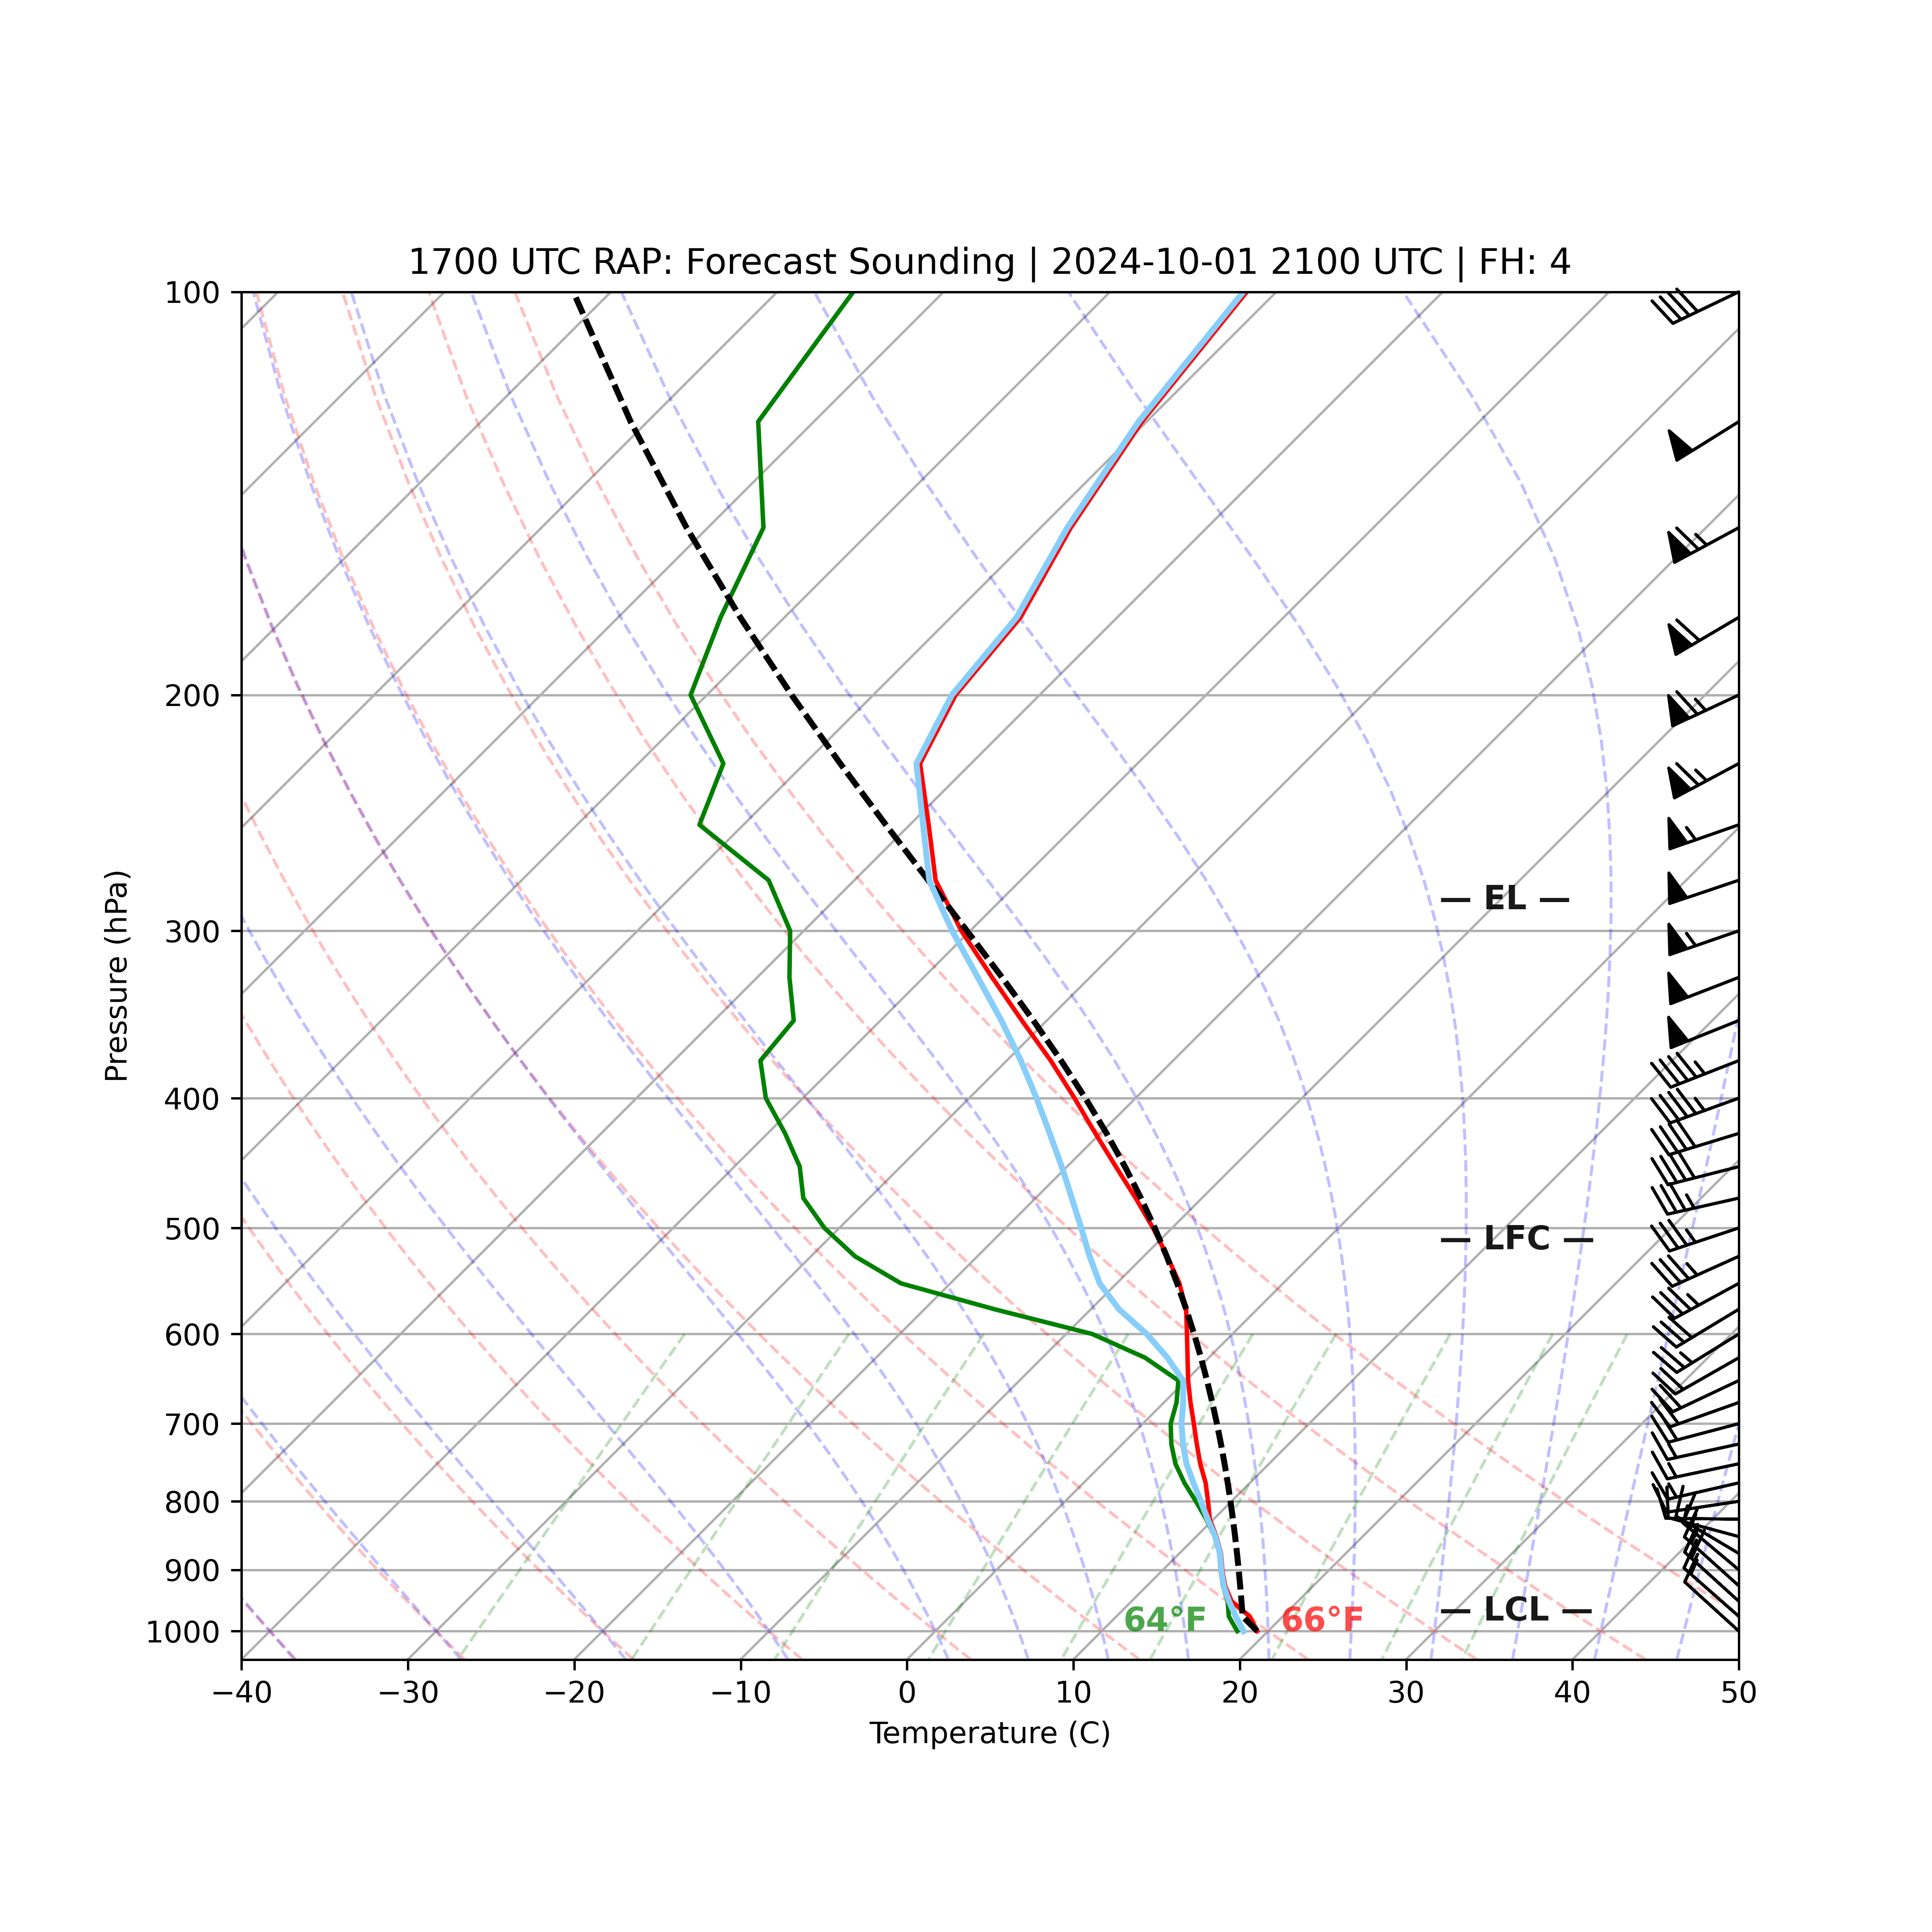 1700 UTC RAP: Forecast Sounding | 2024-10-01 2100 UTC | FH: 4
100
200
300
400
500
600
700
800
900
1000
Pressure (hPa)
— EL —
— LFC —
— LCL —
64°F
66°F
−40 −30 −20 −10 0 10 20 30 40 50
Temperature (C)